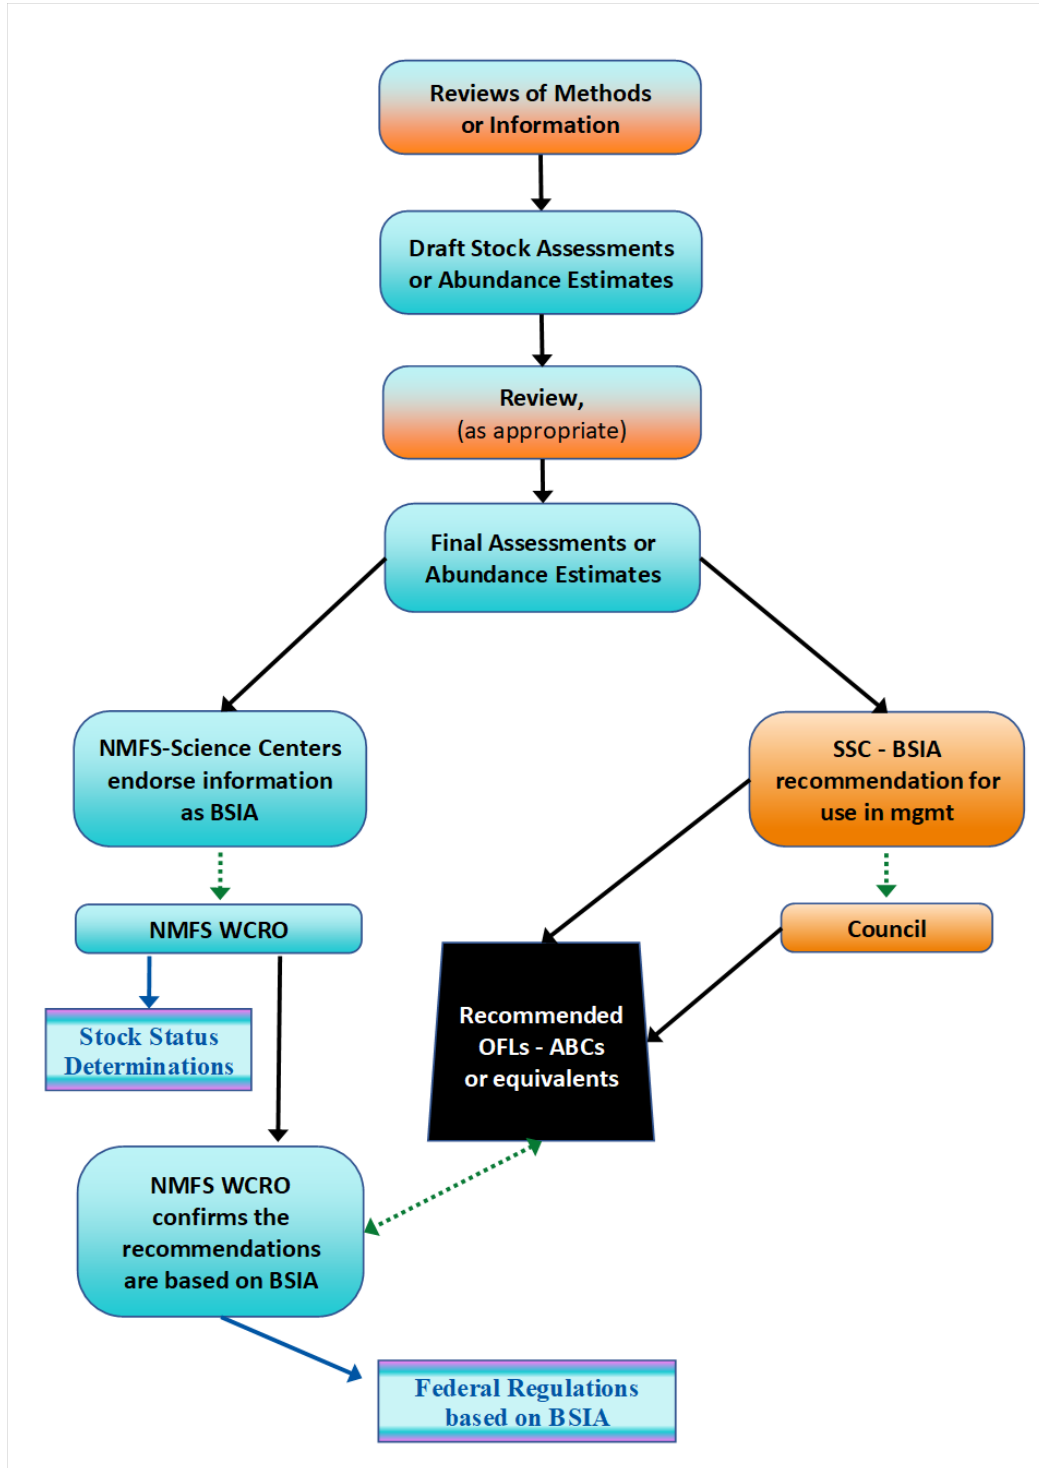 Reviews of Methods
or Information
Draft Stock Assessments
or Abundance Estimates
Review,
(as appropriate)
Final Assessments or
Abundance Estimates
NMFS-Science Centers
endorse information
as BSIA
SSC - BSIA
recommendation for
use in mgmt
NMFS WCRO
Council
Stock Status
Determinations
Recommended
OFLs - ABCs
or equivalents
NMFS WCRO
confirms the
recommendations
are based on BSIA
Federal Regulations
based on BSIA